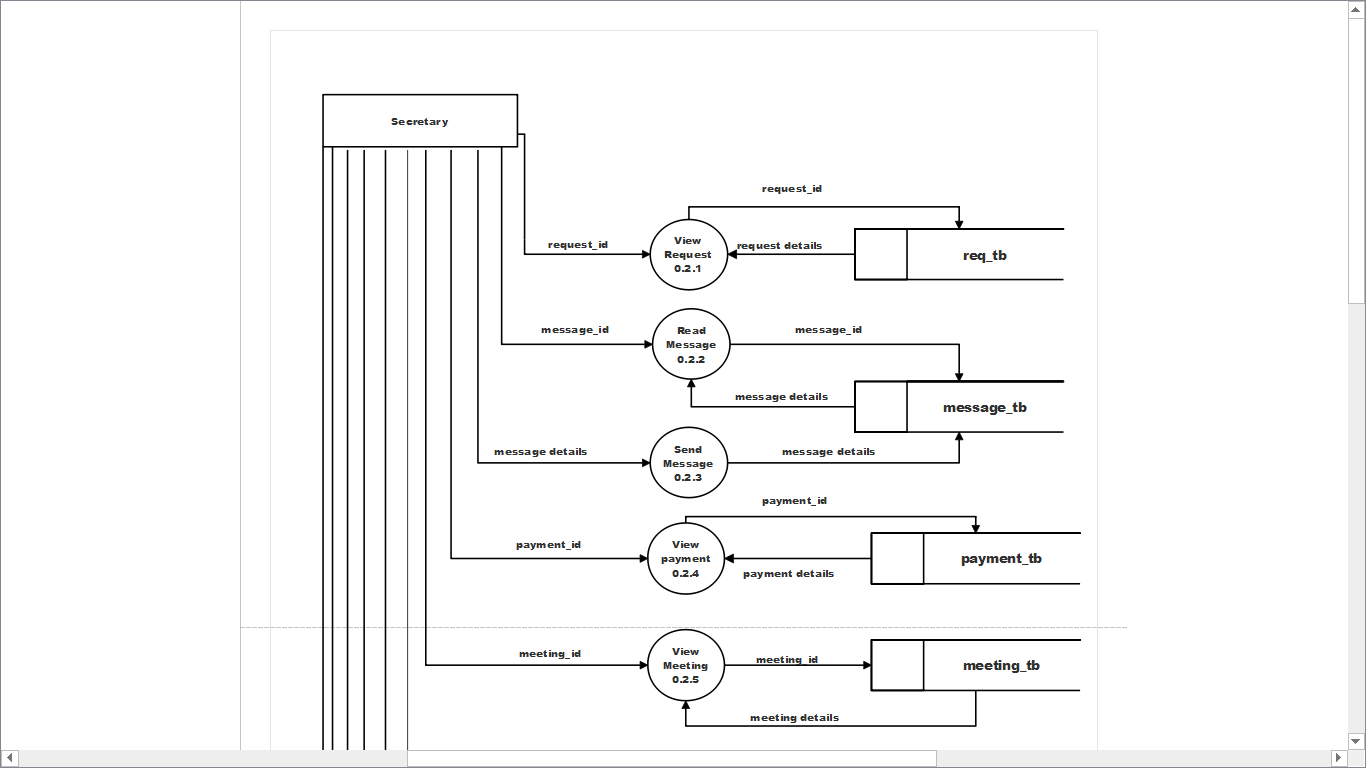 Secretary
request_id
request_id
View
Request
0.2.1
request details
req_tb
message_id
Read
Message
0.2.2
message_id
message details
message_tb
message details
Send
Message
0.2.3
message details
payment_id
payment_id
View
payment
0.2.4
payment details
payment_tb
meeting_id
View
Meeting
0.2.5
meeting_id
meeting_tb
meeting details